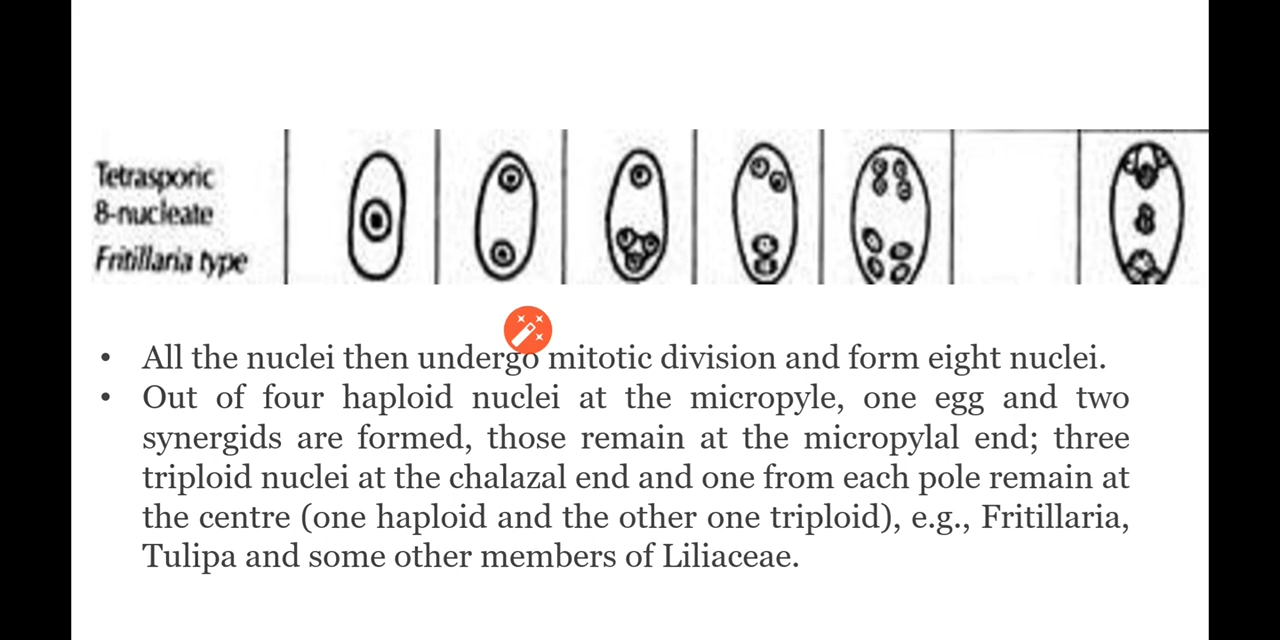 Tetrasporic
8-nucleate
Fritillaria type
• All the nuclei then undergo mitotic division and form eight nuclei.
• Out of four haploid nuclei at the micropyle, one egg and two
synergids are formed, those remain at the micropylal end; three
triploid nuclei at the chalazal end and one from each pole remain at
the centre (one haploid and the other one triploid), e.g., Fritillaria,
Tulipa and some other members of Liliaceae.